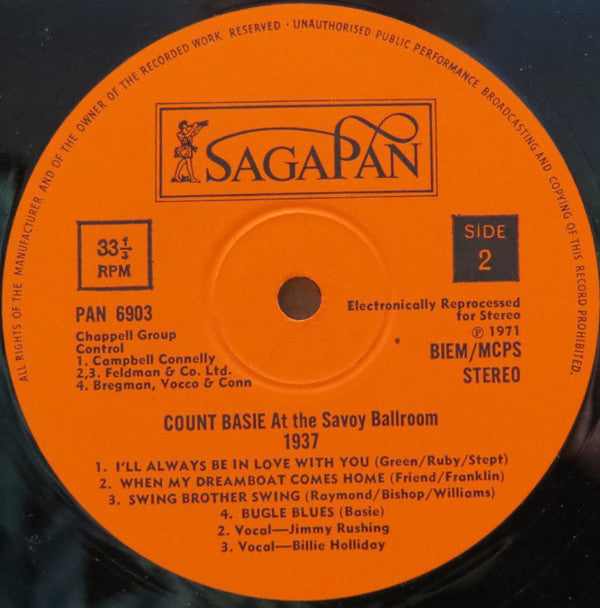 ALL RIGHTS OF THE MANUFACTURER AND OF THE OWNER OF THE RECORDED WORK RESERVED · UNAUTHORISED PUBLIC PERFORMANCE, BROADCASTING AND COPYING OF THIS RECORD PROHIBITED.
SAGAPAN
33 1/3
RPM
SiDE
2
PAN 6903
Chappell Group
Control
1. Campbell Connelly
2,3. Feldman & Co. Ltd.
4. Bregman, Vocco & Conn
Electronically Reprocessed
for Stereo
℗ 1971
BIEM/MCPS
STEREO
COUNT BASIE At the Savoy Ballroom
1937
1. I'LL ALWAYS BE IN LOVE WITH YOU (Green/Ruby/Stept)
2. WHEN MY DREAMBOAT COMES HOME (Friend/Franklin)
3. SWING BROTHER SWING (Raymond/Bishop/Williams)
4. BUGLE BLUES (Basie)
2. Vocal—Jimmy Rushing
3. Vocal—Billie Holliday